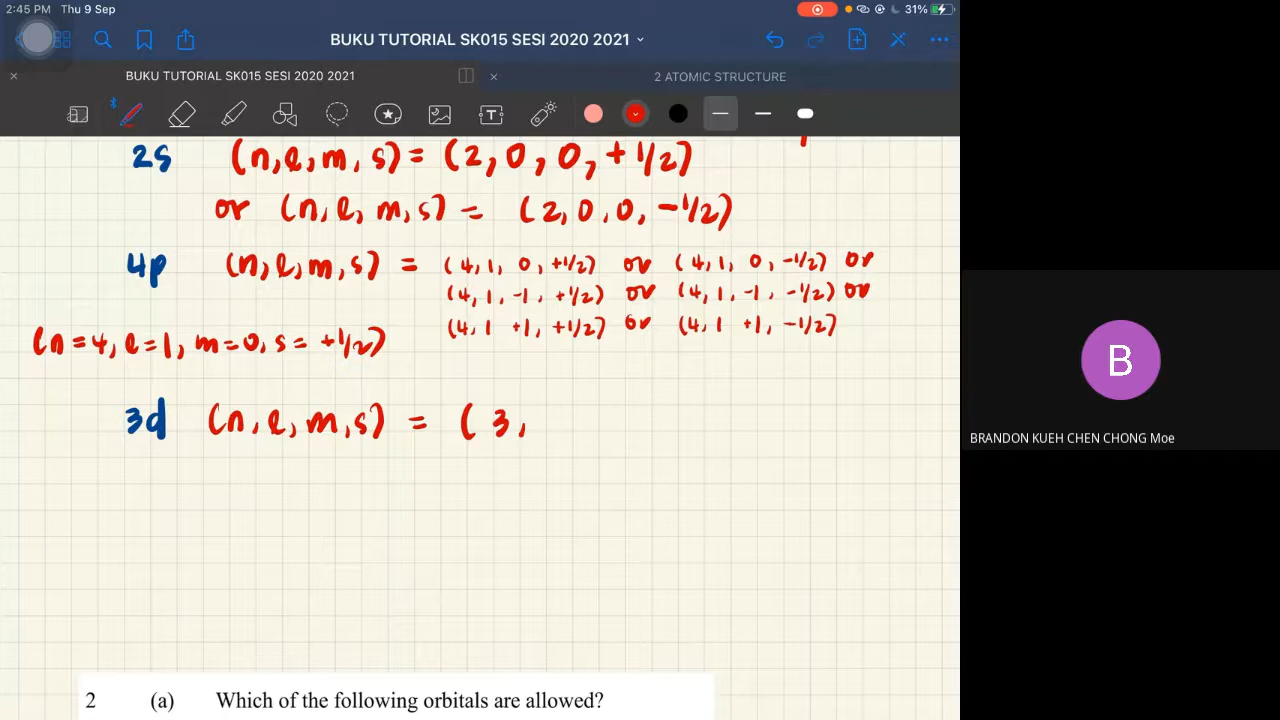 2:45 PM Thu 9 Sep
31%
BUKU TUTORIAL SK015 SESI 2020 2021
BUKU TUTORIAL SK015 SESI 2020 2021
2 ATOMIC STRUCTURE
2s (n, l, m, s) = (2, 0, 0, +1/2)
or (n, l, m, s) = (2, 0, 0, -1/2)
4p (n, l, m, s) = (4, 1, 0, +1/2) or (4, 1, 0, -1/2) or
(4, 1, -1, +1/2) or (4, 1, -1, -1/2) or
(4, 1 +1, +1/2) or (4, 1 +1, -1/2)
(n = 4, l = 1, m = 0, s = +1/2)
3d (n, l, m, s) = ( 3,
2 (a) Which of the following orbitals are allowed?
B
BRANDON KUEH CHEN CHONG Moe